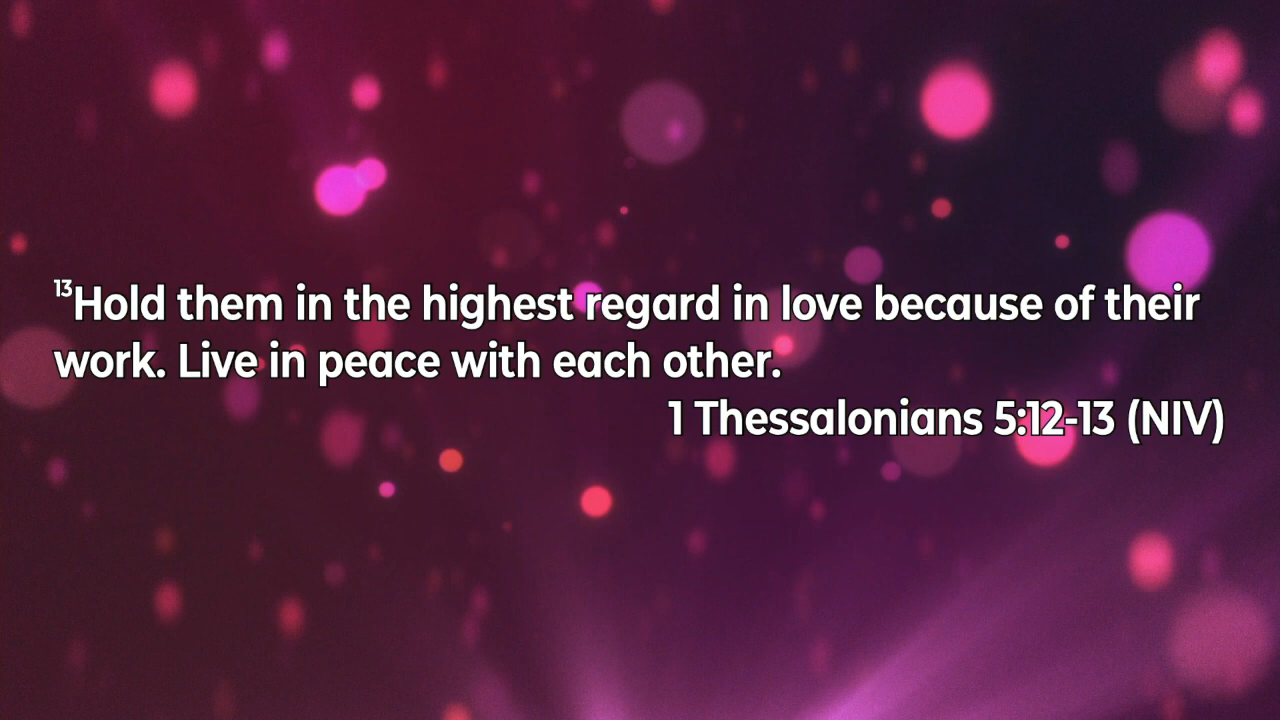 ¹³Hold them in the highest regard in love because of their
work. Live in peace with each other.
1 Thessalonians 5:12-13 (NIV)